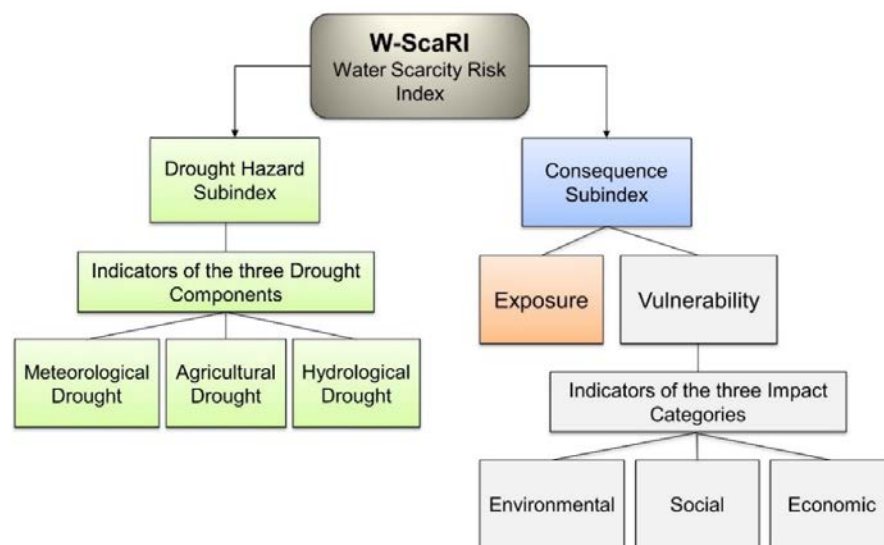 W-ScaRI
Water Scarcity Risk
Index
Drought Hazard
Subindex
Consequence
Subindex
Indicators of the three Drought
Components
Exposure
Vulnerability
Meteorological
Drought
Agricultural
Drought
Hydrological
Drought
Indicators of the three Impact
Categories
Environmental
Social
Economic